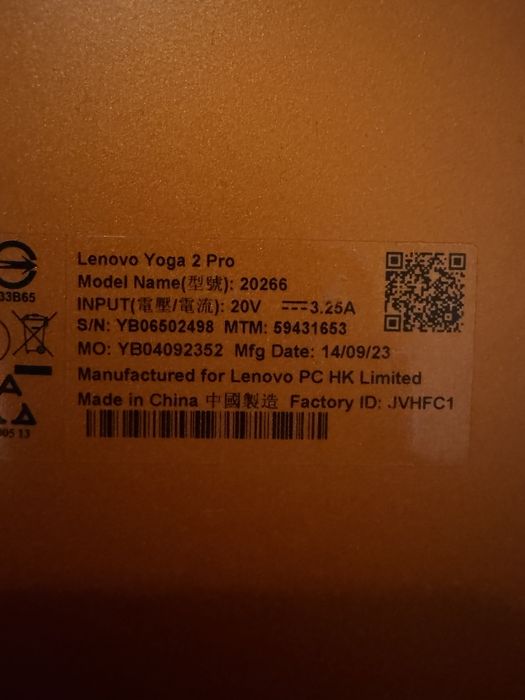 Lenovo Yoga 2 Pro
Model Name(型號): 20266
INPUT(電壓/電流): 20V ⎓3.25A
S/N: YB06502498 MTM: 59431653
MO: YB04092352 Mfg Date: 14/09/23
Manufactured for Lenovo PC HK Limited
Made in China 中國製造 Factory ID: JVHFC1
33B65